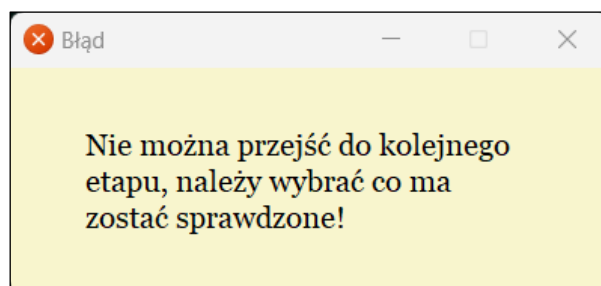 Błąd
Nie można przejść do kolejnego
etapu, należy wybrać co ma
zostać sprawdzone!